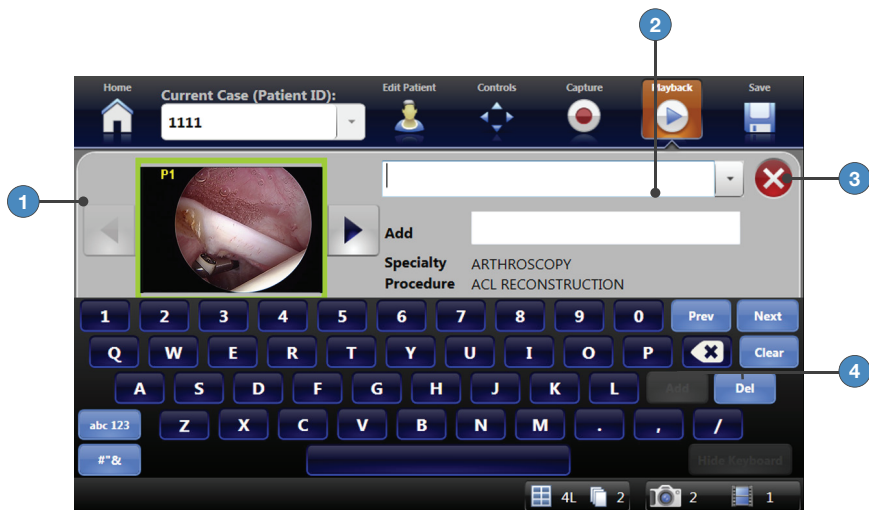 2
Home
Current Case (Patient ID):
Edit Patient
Controls
Capture
Playback
Save
1111
P1
3
1
Add
Specialty ARTHROSCOPY
Procedure ACL RECONSTRUCTION
1 2 3 4 5 6 7 8 9 0 Prev Next
Q W E R T Y U I O P Clear
A S D F G H J K L Add Del
4
abc 123 Z X C V B N M . , /
#"& Hide Keyboard
4L 2 2 1